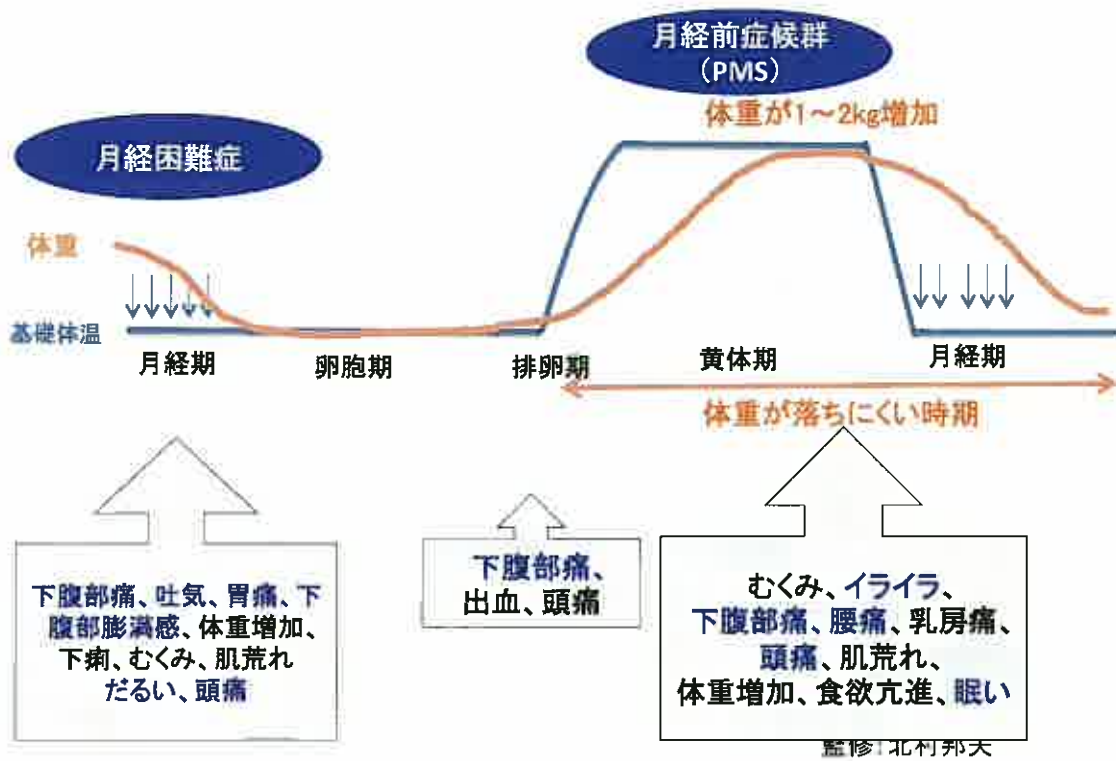 月経前症候群
(PMS)
体重が1～2kg増加
月経困難症
体重
基礎体温
月経期
卵胞期
排卵期
黄体期
月経期
体重が落ちにくい時期
下腹部痛、吐気、胃痛、下
腹部膨満感、体重増加、
下痢、むくみ、肌荒れ
だるい、頭痛
下腹部痛、
出血、頭痛
むくみ、イライラ、
下腹部痛、腰痛、乳房痛、
頭痛、肌荒れ、
体重増加、食欲亢進、眠い
監修：北村邦夫